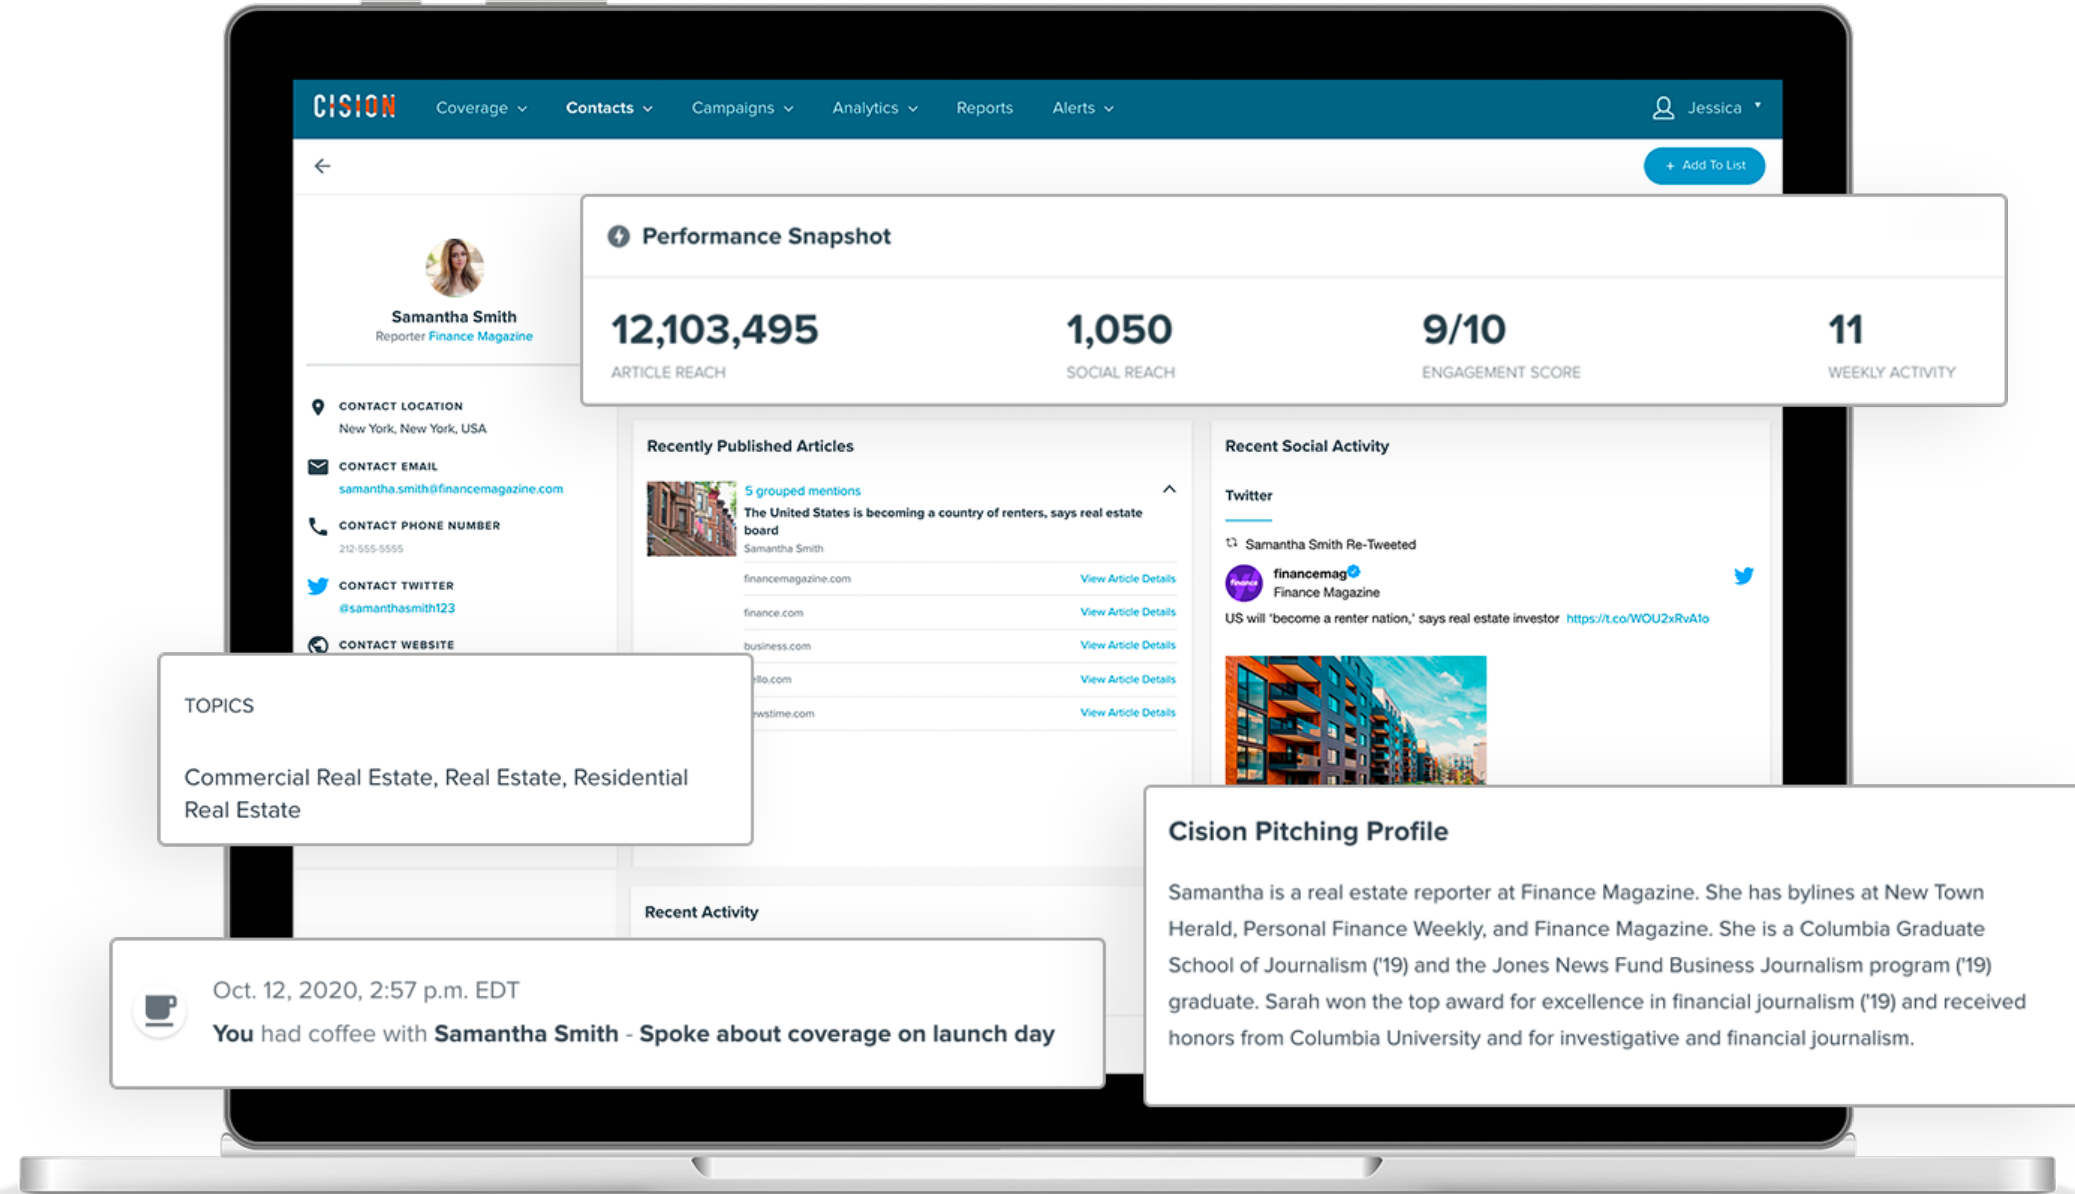 CISION
Coverage
Contacts
Campaigns
Analytics
Reports
Alerts
Jessica
+ Add To List
Samantha Smith
Reporter Finance Magazine
CONTACT LOCATION
New York, New York, USA
CONTACT EMAIL
samantha.smith@financemagazine.com
CONTACT PHONE NUMBER
212-555-5555
CONTACT TWITTER
@samanthasmith123
CONTACT WEBSITE
Performance Snapshot
12,103,495
ARTICLE REACH
1,050
SOCIAL REACH
9/10
ENGAGEMENT SCORE
11
WEEKLY ACTIVITY
Recently Published Articles
5 grouped mentions
The United States is becoming a country of renters, says real estate
board
Samantha Smith
financemagazine.com View Article Details
finance.com View Article Details
business.com View Article Details
View Article Details
View Article Details
Recent Social Activity
Twitter
Samantha Smith Re-Tweeted
finance
financemag
Finance Magazine
US will 'become a renter nation,' says real estate investor https://t.co/WOU2xRvA1o
TOPICS
Commercial Real Estate, Real Estate, Residential
Real Estate
Recent Activity
Oct. 12, 2020, 2:57 p.m. EDT
You had coffee with Samantha Smith - Spoke about coverage on launch day
Cision Pitching Profile
Samantha is a real estate reporter at Finance Magazine. She has bylines at New Town
Herald, Personal Finance Weekly, and Finance Magazine. She is a Columbia Graduate
School of Journalism ('19) and the Jones News Fund Business Journalism program ('19)
graduate. Sarah won the top award for excellence in financial journalism ('19) and received
honors from Columbia University and for investigative and financial journalism.